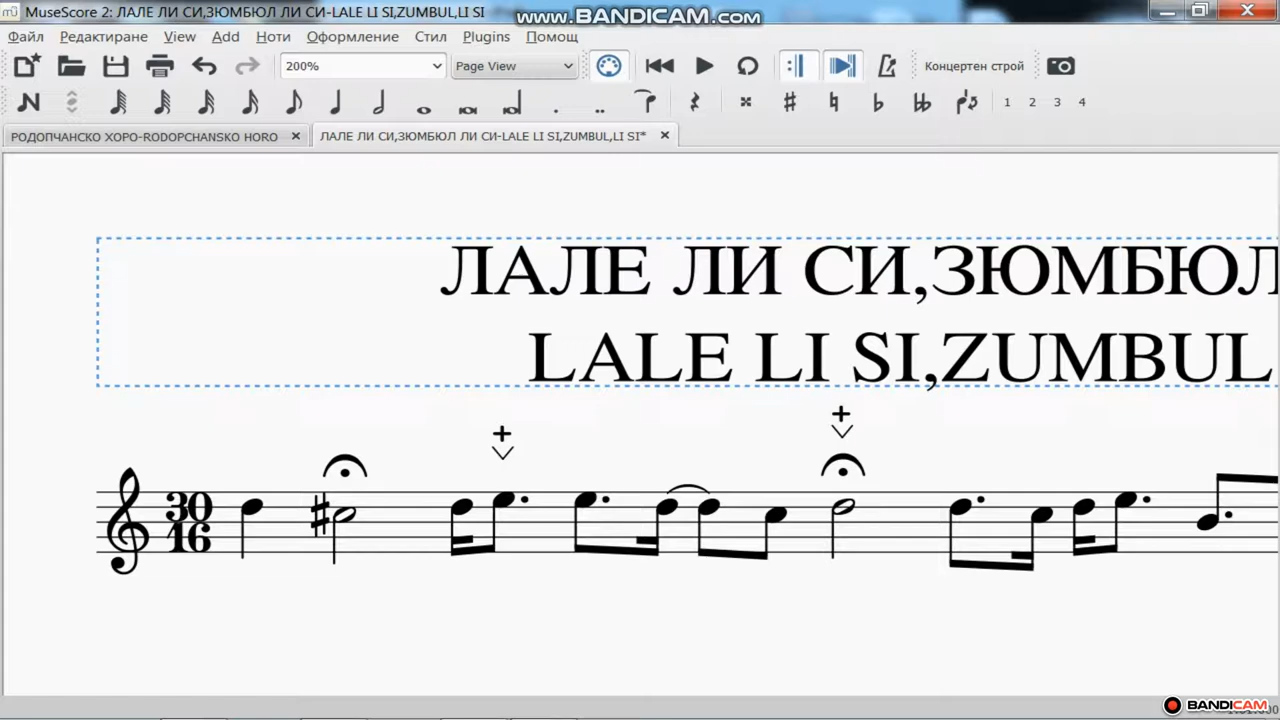 MuseScore 2: ЛАЛЕ ЛИ СИ,ЗЮМБЮЛ ЛИ СИ-LALE LI SI,ZUMBUL,LI SI
www.BANDICAM.com
Файл Редактиране View Add Ноти Оформление Стил Plugins Помощ
200% Page View Концертен строй
1 2 3 4
РОДОПЧАНСКО ХОРО-RODOPCHANSKO HORO ЛАЛЕ ЛИ СИ,ЗЮМБЮЛ ЛИ СИ-LALE LI SI,ZUMBUL,LI SI*
ЛАЛЕ ЛИ СИ,ЗЮМБЮЛ
LALE LI SI,ZUMBUL
30
16
BANDICAM